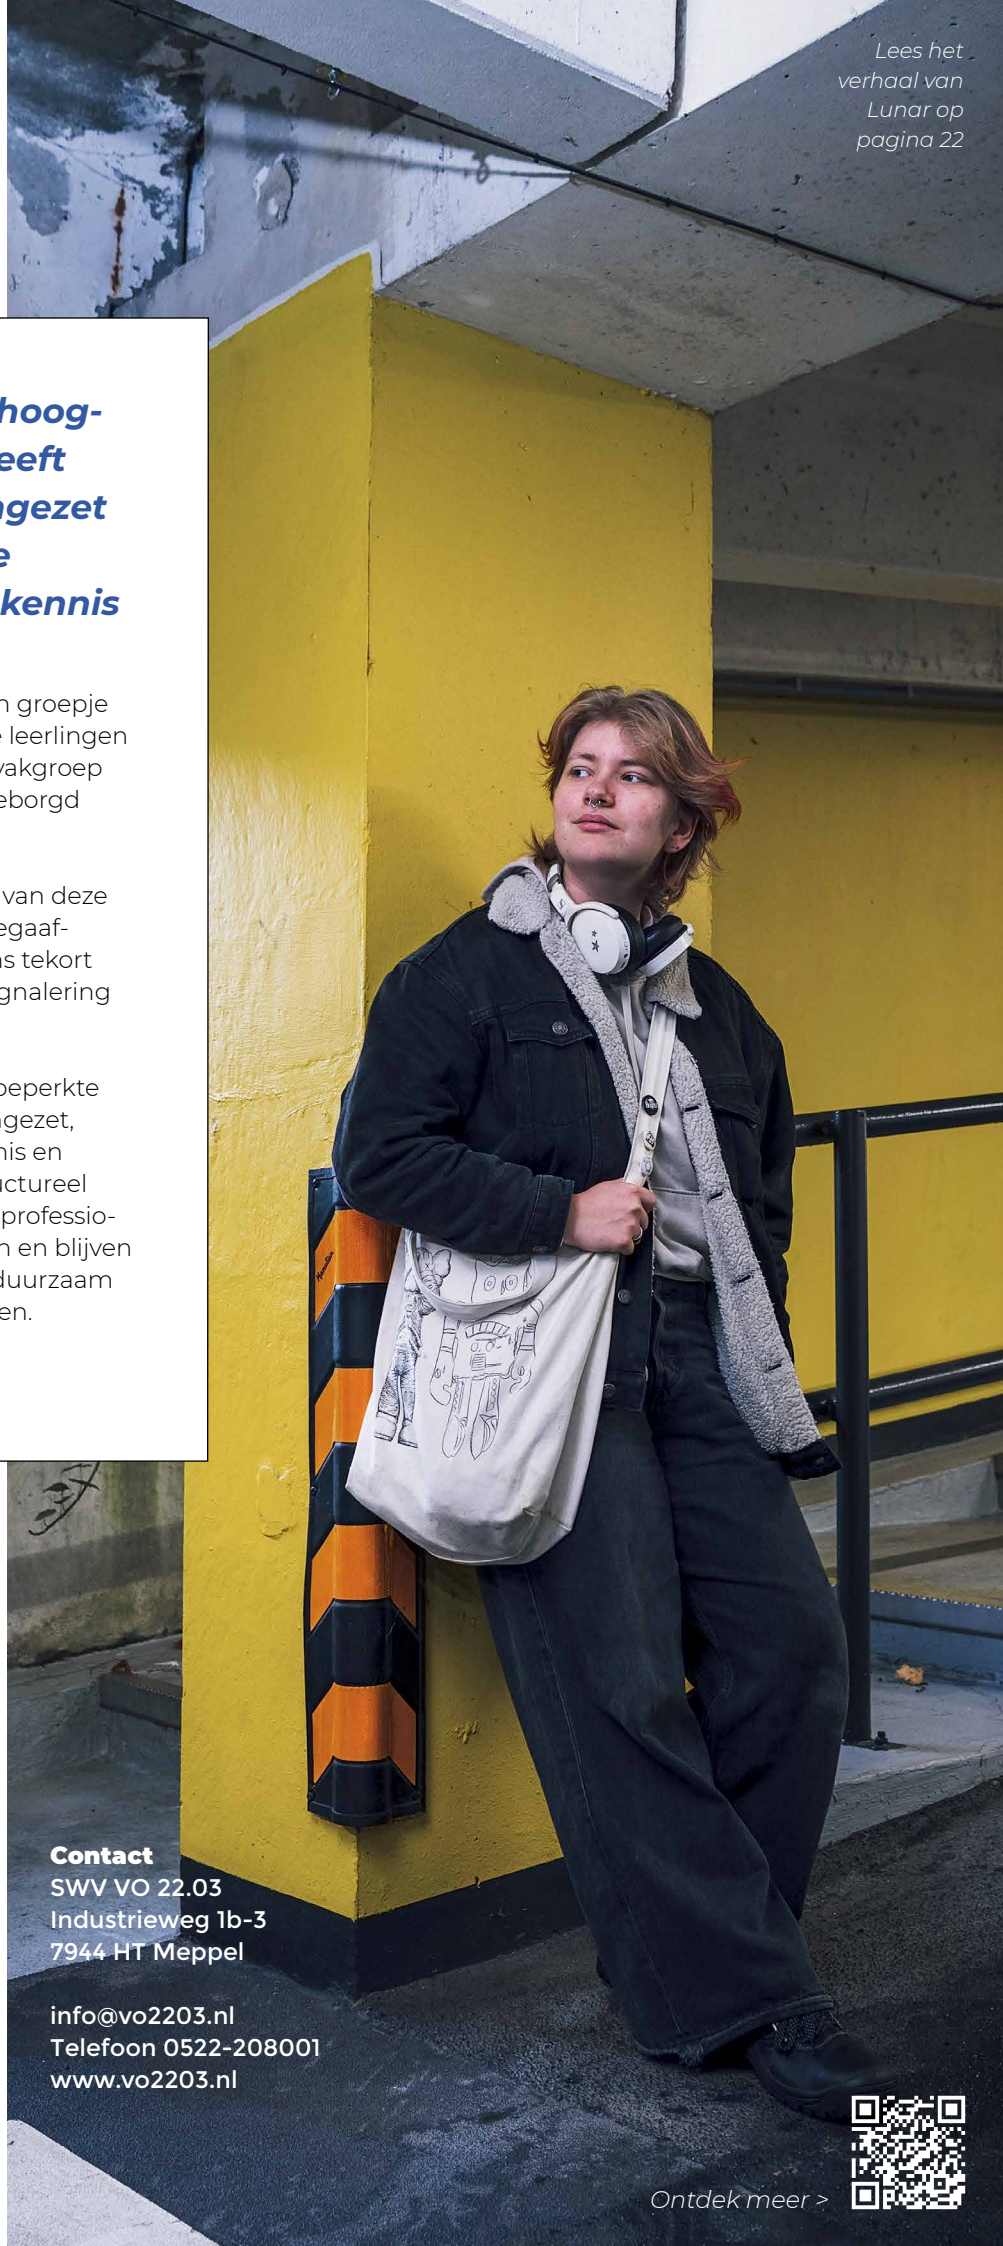 Lees het
verhaal van
Lunar op
pagina 22
hoog-
eeft
gezet
e
kennis
n groepje
e leerlingen
vakgroep
eborgd
van deze
egaaf-
s tekort
gnalering
beperkte
gezet,
nis en
uctureel
professio-
n en blijven
duurzaam
en.
Contact
SWV VO 22.03
Industrieweg 1b-3
7944 HT Meppel
info@vo2203.nl
Telefoon 0522-208001
www.vo2203.nl
Ontdek meer >